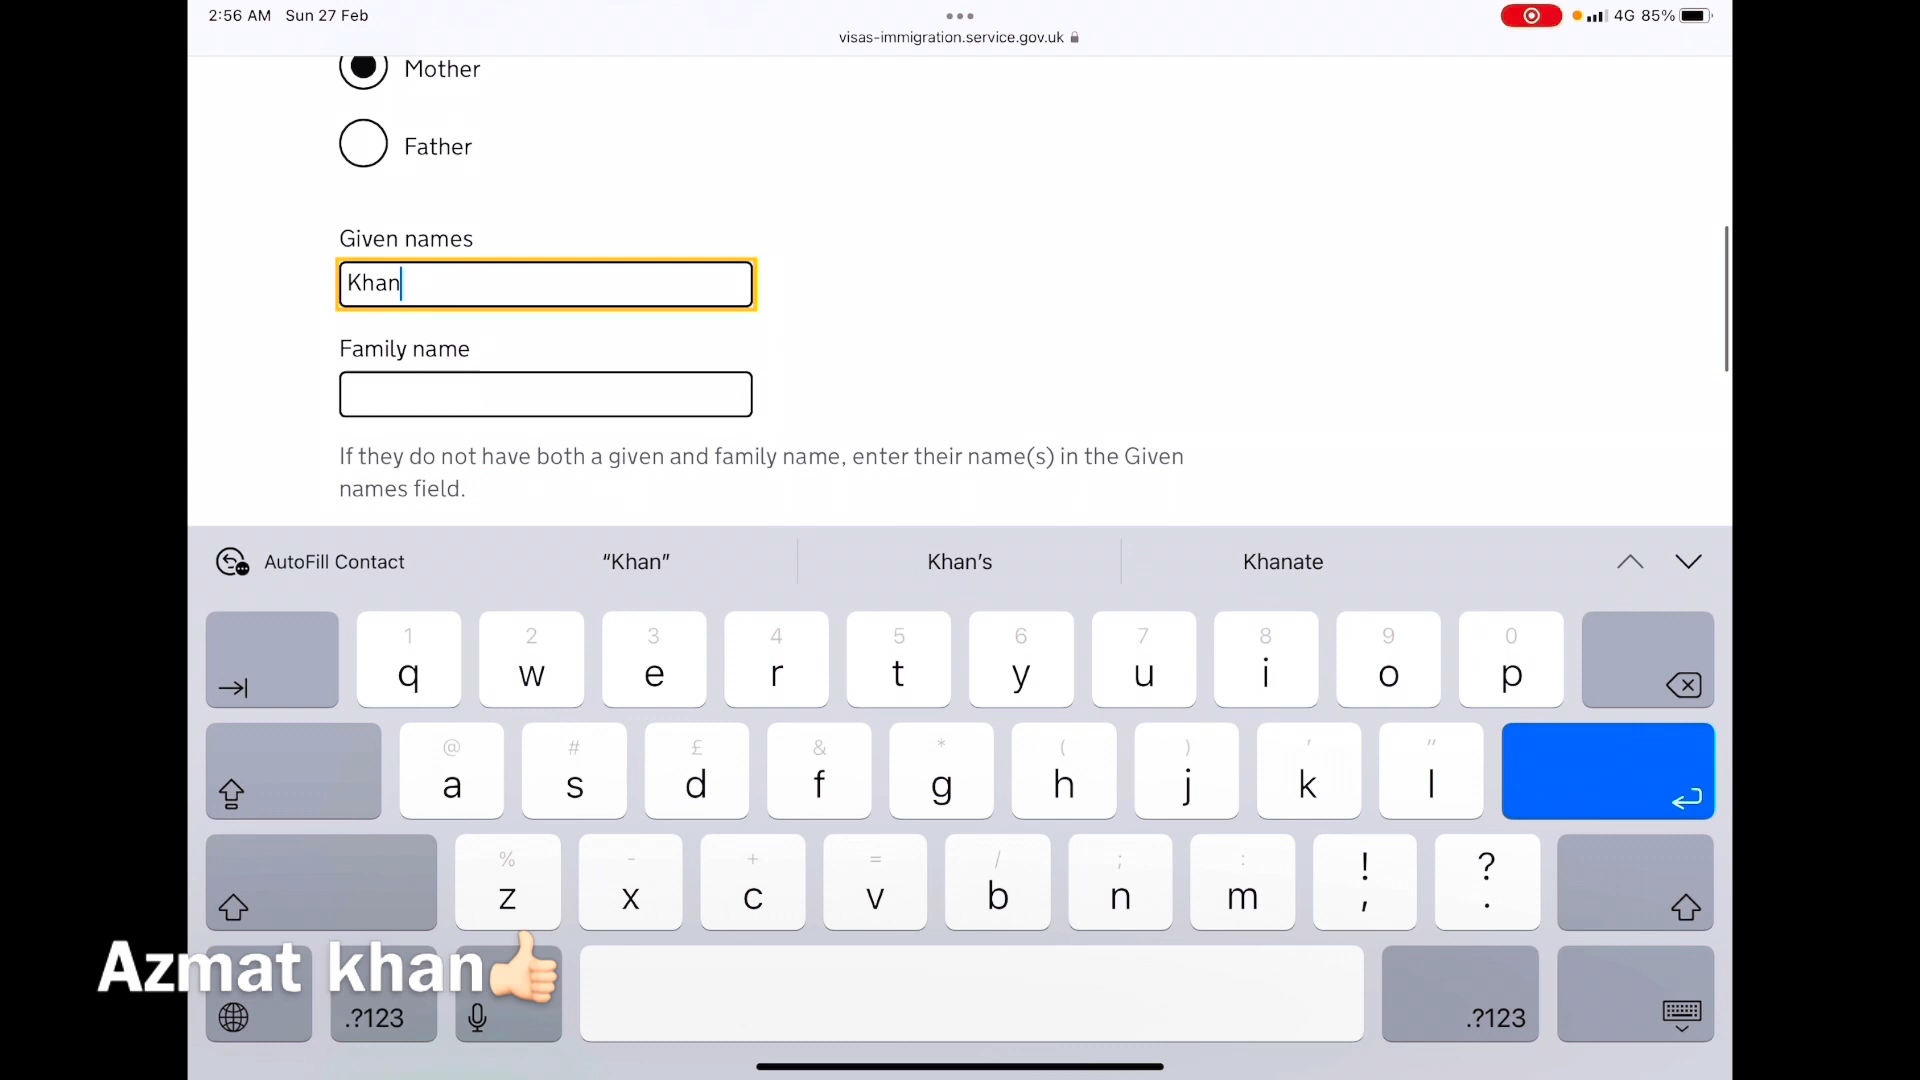 2:56 AM Sun 27 Feb
4G 85%
visas-immigration.service.gov.uk
Mother
Father
Given names
Khan
Family name
If they do not have both a given and family name, enter their name(s) in the Given
names field.
AutoFill Contact “Khan” Khan’s Khanate
1 2 3 4 5 6 7 8 9 0
q w e r t y u i o p
@ # £ & * ( ) ' "
a s d f g h j k l
% - + = / ; : ! ?
z x c v b n m , .
Azmat khan👍🏻
.?123 .?123